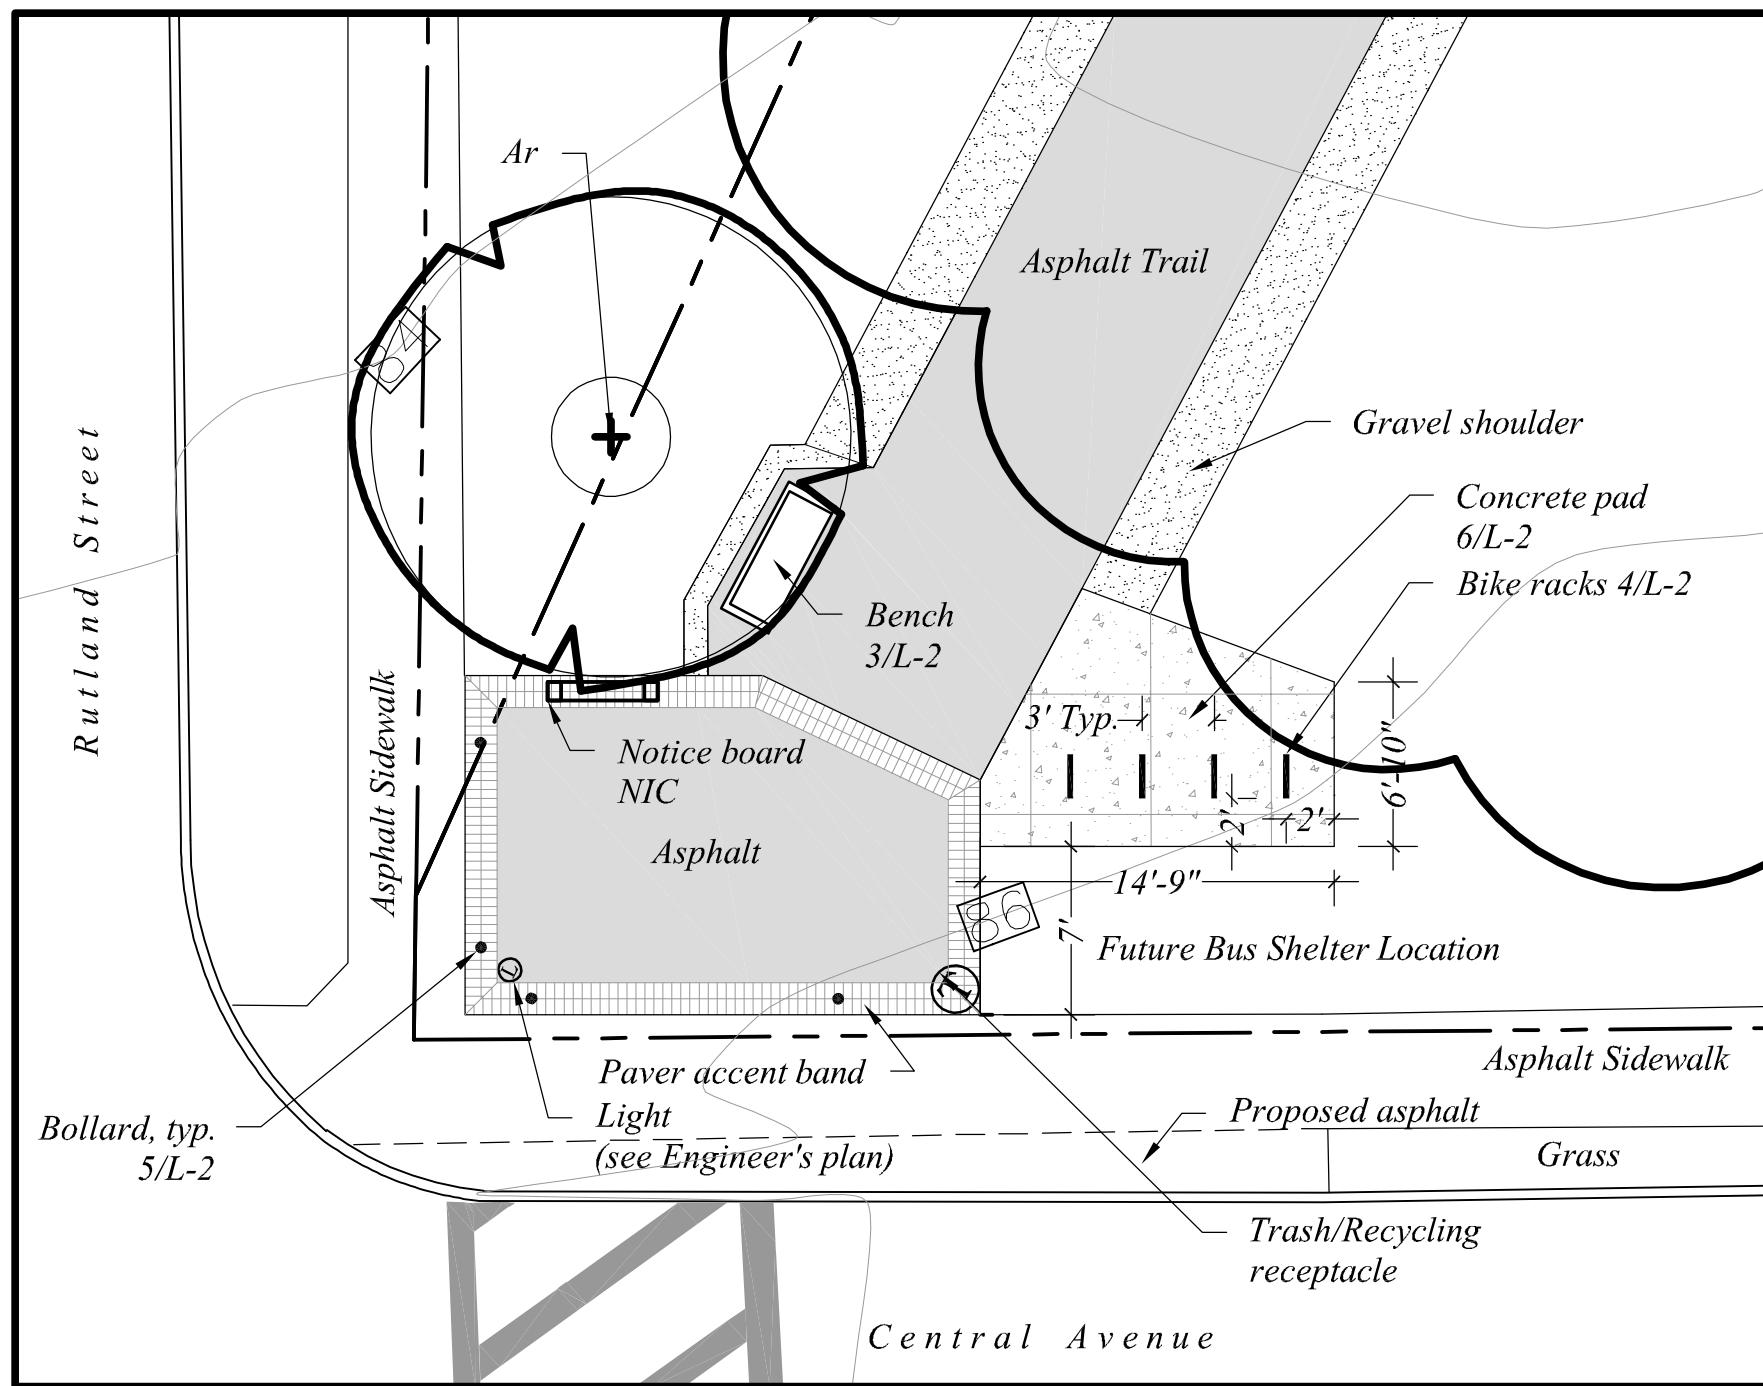 Ar
Asphalt Trail
Gravel shoulder
Concrete pad
6/L-2
Bike racks 4/L-2
87
Rutland Street
Bench
3/L-2
Asphalt Sidewalk
3' Typ.
Notice board
NIC
6'-10"
2'
2'
Asphalt
14'-9"
86
7'
Future Bus Shelter Location
L
T
Asphalt Sidewalk
Paver accent band
Light
(see Engineer's plan)
Bollard, typ.
5/L-2
Proposed asphalt
Grass
Trash/Recycling
receptacle
Central Avenue